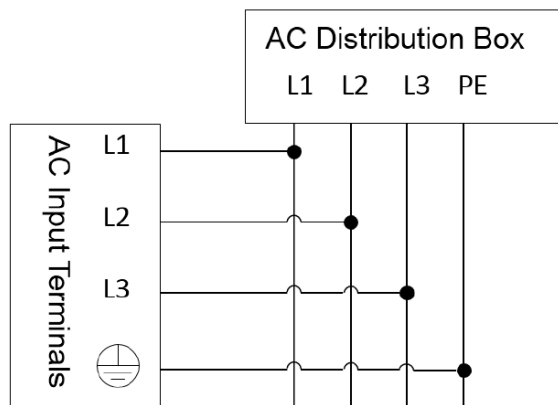 AC Distribution Box
L1 L2 L3 PE
AC Input Terminals
L1
L2
L3